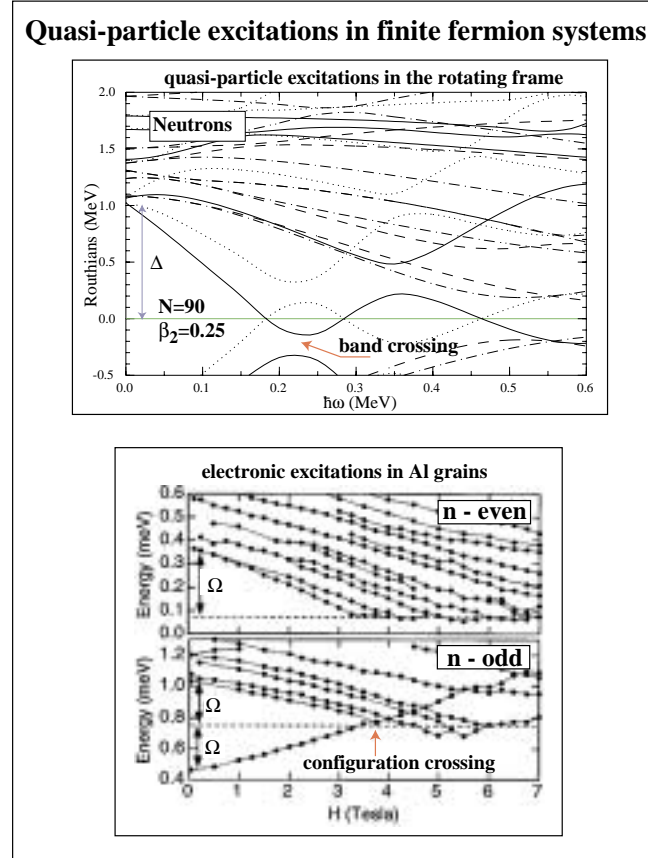 Quasi-particle excitations in finite fermion systems
quasi-particle excitations in the rotating frame
2.0
1.5
1.0
0.5
0.0
-0.5
Routhians (MeV)
Neutrons
Δ
N=90
β2=0.25
band crossing
0.0 0.1 0.2 0.3 0.4 0.5 0.6
ħω (MeV)
electronic excitations in Al grains
0.6
0.5
0.4
0.3
0.2
0.1
0.0
Energy (meV)
n - even
Ω
1.2
1.0
0.8
0.6
0.4
Energy (meV)
n - odd
Ω
Ω
configuration crossing
0 1 2 3 4 5 6 7
H (Tesla)